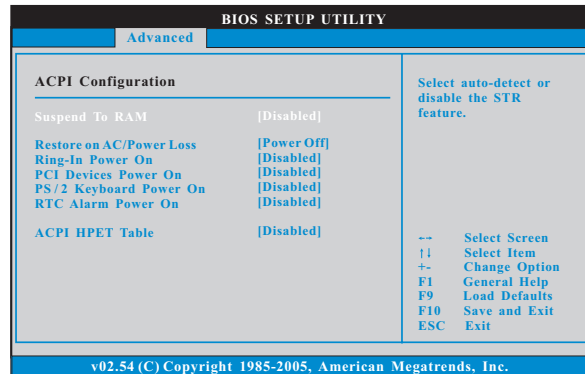 BIOS SETUP UTILITY
Advanced
ACPI Configuration
Suspend To RAM [Disabled]
Restore on AC/Power Loss [Power Off]
Ring-In Power On [Disabled]
PCI Devices Power On [Disabled]
PS/2 Keyboard Power On [Disabled]
RTC Alarm Power On [Disabled]
ACPI HPET Table [Disabled]
Select auto-detect or
disable the STR
feature.
←→ Select Screen
↑↓ Select Item
+- Change Option
F1 General Help
F9 Load Defaults
F10 Save and Exit
ESC Exit
v02.54 (C) Copyright 1985-2005, American Megatrends, Inc.